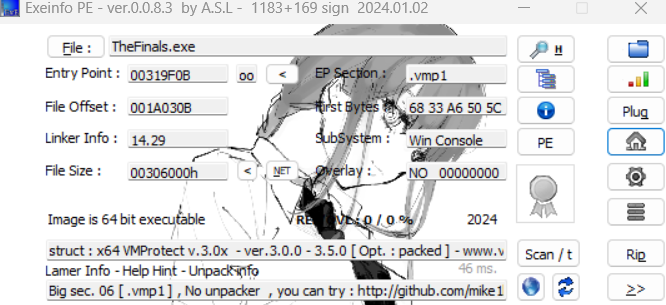 Exeinfo PE - ver.0.0.8.3 by A.S.L - 1183+169 sign 2024.01.02
File : TheFinals.exe H
Entry Point : 00319F0B oo < EP Section : .vmp1
File Offset : 001A030B First Bytes : 68 33 A6 50 5C Plug
Linker Info : 14.29 SubSystem : Win Console PE
File Size : 00306000h < NET Overlay : NO 00000000
Image is 64 bit executable 0 / 0 % 2024
struct : x64 VMProtect v.3.0x - ver.3.0.0 - 3.5.0 [ Opt. : packed ] - www.v Scan / t Rip
Lamer Info - Help Hint - Unpack info 46 ms.
Big sec. 06 [ .vmp1 ] , No unpacker , you can try : http://github.com/mike1 >>